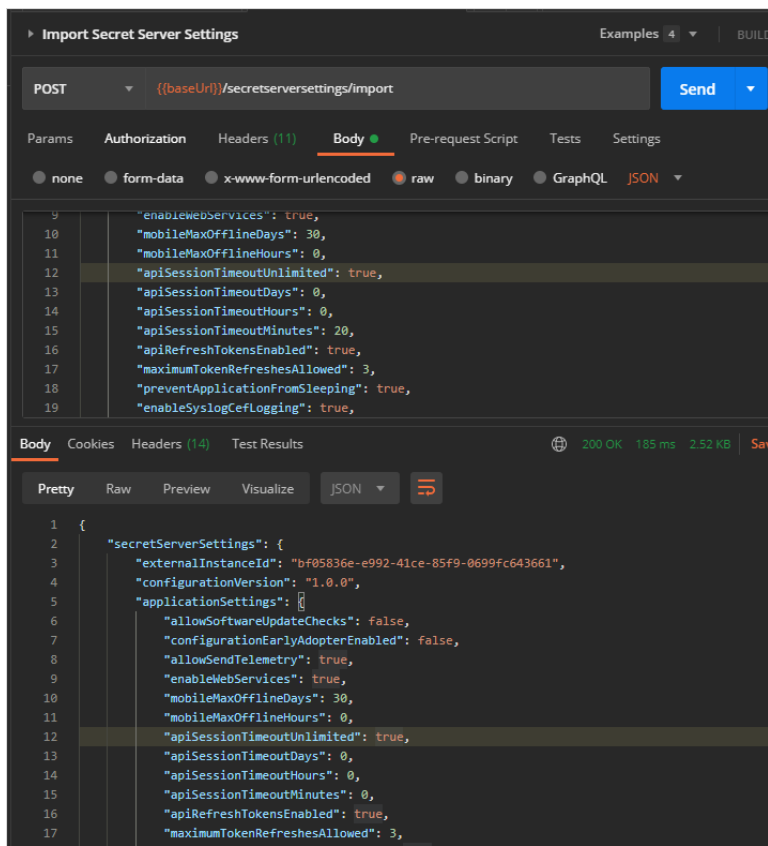 Import Secret Server Settings Examples 4 BUILD
POST {{baseUrl}}/secretserversettings/import Send
Params Authorization Headers (11) Body Pre-request Script Tests Settings
none form-data x-www-form-urlencoded raw binary GraphQL JSON
9 "enableWebServices": true,
10 "mobileMaxOfflineDays": 30,
11 "mobileMaxOfflineHours": 0,
12 "apiSessionTimeoutUnlimited": true,
13 "apiSessionTimeoutDays": 0,
14 "apiSessionTimeoutHours": 0,
15 "apiSessionTimeoutMinutes": 20,
16 "apiRefreshTokensEnabled": true,
17 "maximumTokenRefreshesAllowed": 3,
18 "preventApplicationFromSleeping": true,
19 "enableSyslogCefLogging": true,
Body Cookies Headers (14) Test Results 200 OK 185 ms 2.52 KB Sav
Pretty Raw Preview Visualize JSON
1 {
2 "secretServerSettings": {
3 "externalInstanceId": "bf05836e-e992-41ce-85f9-0699fc643661",
4 "configurationVersion": "1.0.0",
5 "applicationSettings": {
6 "allowSoftwareUpdateChecks": false,
7 "configurationEarlyAdopterEnabled": false,
8 "allowSendTelemetry": true,
9 "enableWebServices": true,
10 "mobileMaxOfflineDays": 30,
11 "mobileMaxOfflineHours": 0,
12 "apiSessionTimeoutUnlimited": true,
13 "apiSessionTimeoutDays": 0,
14 "apiSessionTimeoutHours": 0,
15 "apiSessionTimeoutMinutes": 0,
16 "apiRefreshTokensEnabled": true,
17 "maximumTokenRefreshesAllowed": 3,